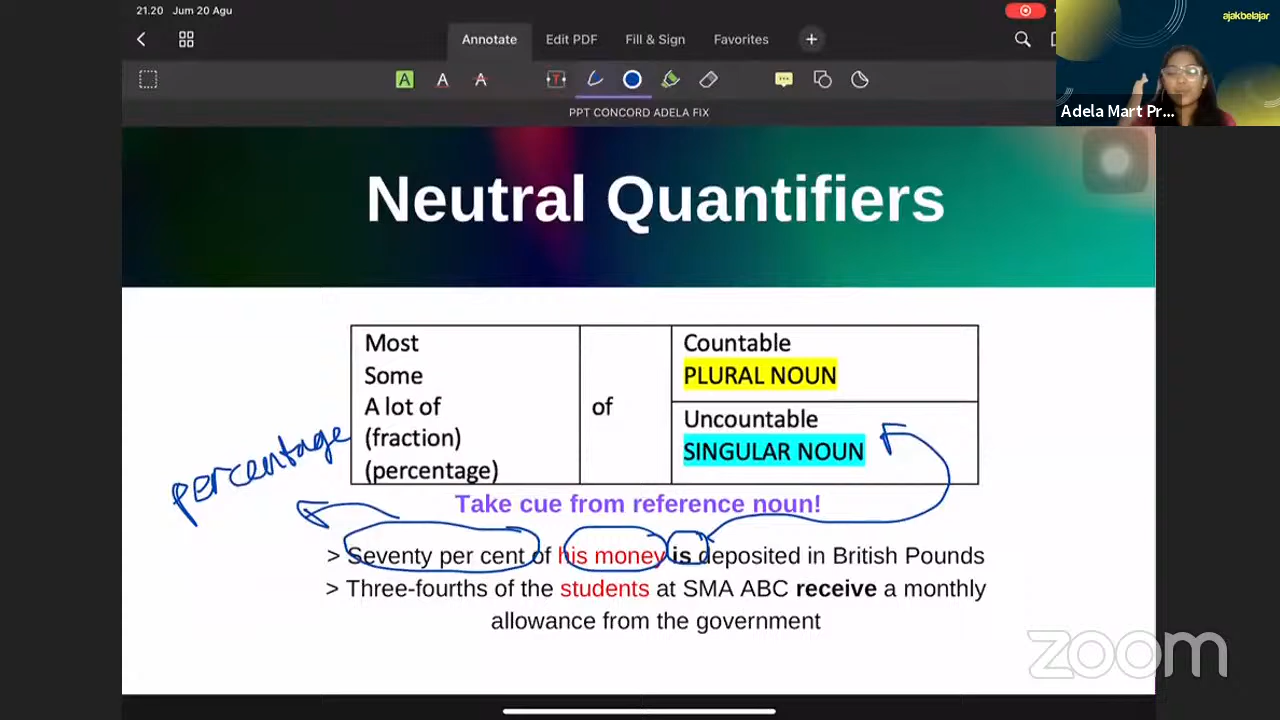 21.20 Jum 20 Agu
Annotate Edit PDF Fill & Sign Favorites +
ajakbelajar
A A A T
PPT CONCORD ADELA FIX
Adela Mart Pr...
Neutral Quantifiers
Most
Some
A lot of
(fraction)
(percentage)
of
Countable
PLURAL NOUN
Uncountable
SINGULAR NOUN
percentage
Take cue from reference noun!
> Seventy per cent of his money is deposited in British Pounds
> Three-fourths of the students at SMA ABC receive a monthly
allowance from the government
zoom